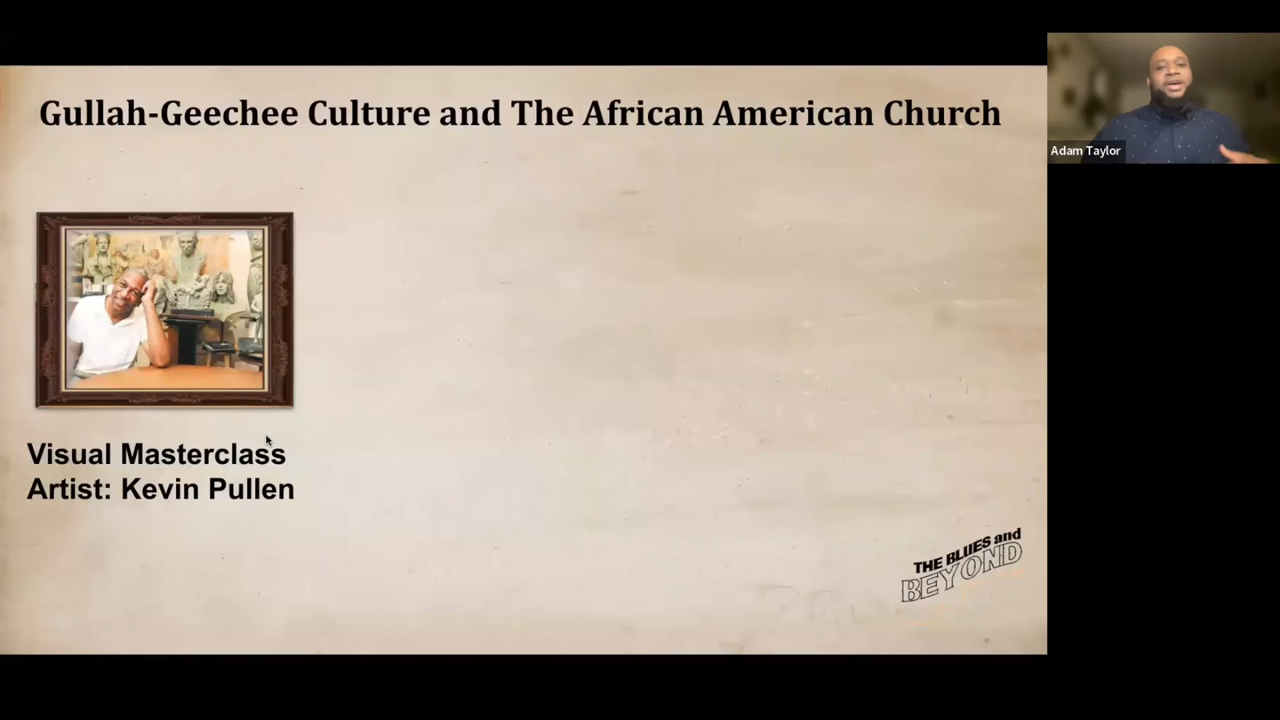 Gullah-Geechee Culture and The African American Church
Adam Taylor
Visual Masterclass
Artist: Kevin Pullen
THE BLUES and
BEYOND